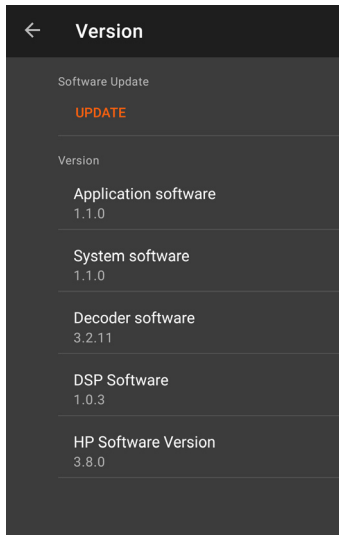 Version
Software Update
UPDATE
Version
Application software
1.1.0
System software
1.1.0
Decoder software
3.2.11
DSP Software
1.0.3
HP Software Version
3.8.0